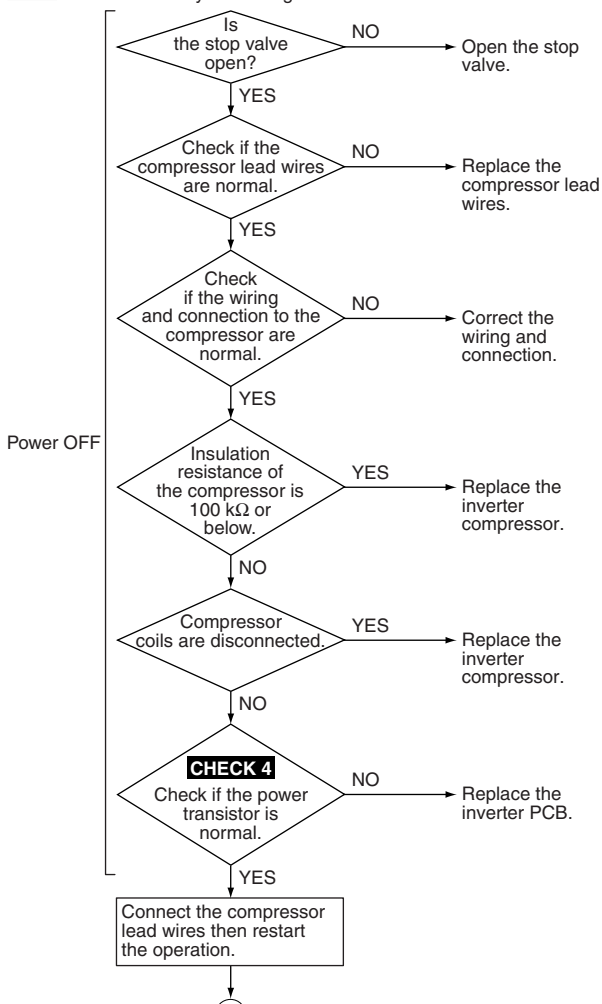 Is
the stop valve
open?
NO
Open the stop
valve.
YES
Check if the
compressor lead wires
are normal.
NO
Replace the
compressor lead
wires.
YES
Check
if the wiring
and connection to the
compressor are
normal.
NO
Correct the
wiring and
connection.
YES
Power OFF
Insulation
resistance of
the compressor is
100 kΩ or
below.
YES
Replace the
inverter
compressor.
NO
Compressor
coils are disconnected.
YES
Replace the
inverter
compressor.
NO
CHECK 4
Check if the power
transistor is
normal.
NO
Replace the
inverter PCB.
YES
Connect the compressor
lead wires then restart
the operation.